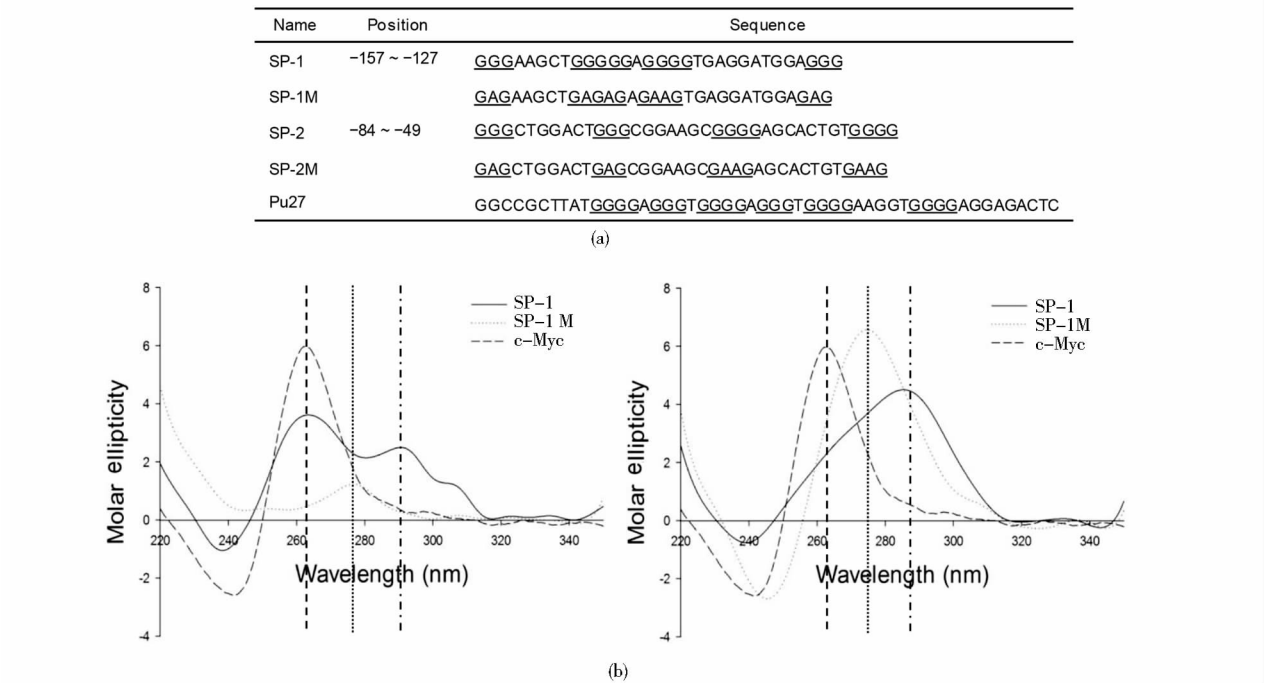 Name Position Sequence
SP-1 −157 ~ −127 GGGAAGCTGGGGGAGGGGTGAGGATGGAGGG
SP-1M GAGAAGCTGAGAGAGAAGTGAGGATGGAGAG
SP-2 −84 ~ −49 GGGCTGGACTGGGCGGAAGCGGGGAGCACTGTGGGG
SP-2M GAGCTGGACTGAGCGGAAGCGAAGAGCACTGTGAAG
Pu27 GGCCGCTTATGGGGAGGGTGGGGAGGGTGGGGAAGGTGGGGAGGAGACTC
(a)
8
6
4
2
0
-2
-4
220 240 260 280 300 320 340
Molar ellipticity
Wavelength (nm)
SP−1
SP−1 M
c−Myc
8
6
4
2
0
-2
-4
220 240 260 280 300 320 340
Molar ellipticity
Wavelength (nm)
SP−1
SP−1M
c−Myc
(b)